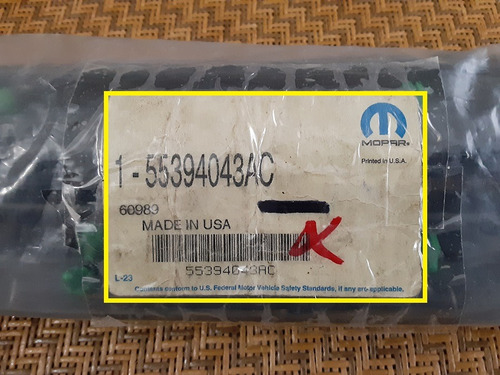 MOPAR
Printed in U.S.A.
1-55394043AC
60983
MADE IN USA
55394043AC
L-23
Contents conform to U.S. Federal Motor Vehicle Safety Standards, if any are applicable.